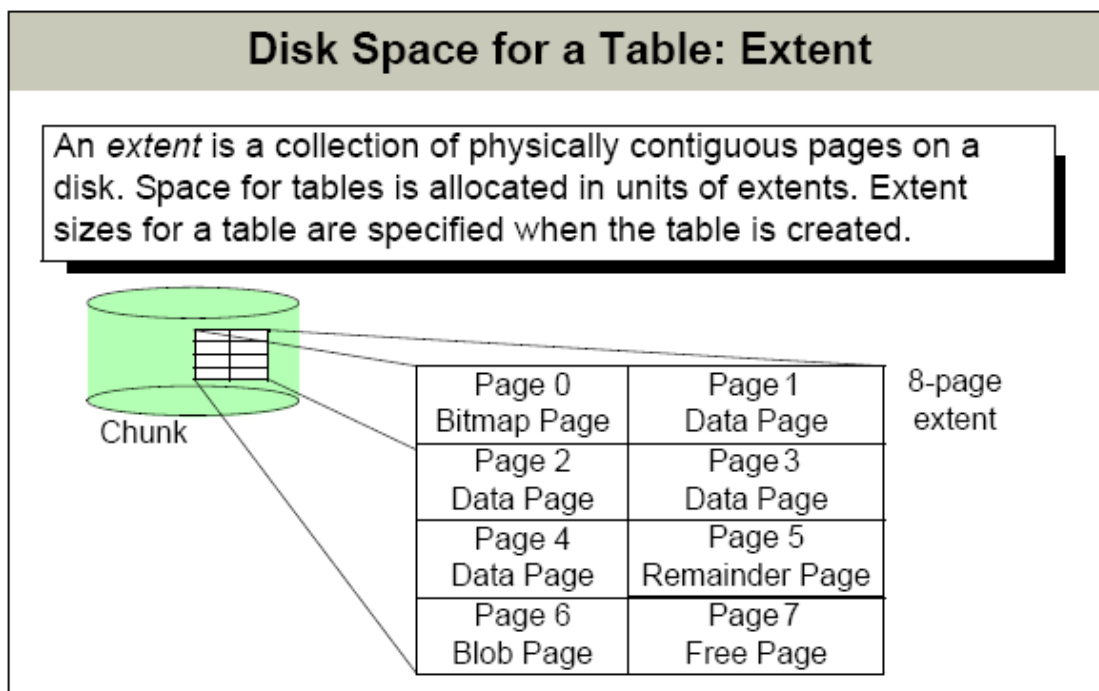 Disk Space for a Table: Extent
An extent is a collection of physically contiguous pages on a
disk. Space for tables is allocated in units of extents. Extent
sizes for a table are specified when the table is created.
Chunk
Page 0
Bitmap Page
Page 1
Data Page
8-page
extent
Page 2
Data Page
Page 3
Data Page
Page 4
Data Page
Page 5
Remainder Page
Page 6
Blob Page
Page 7
Free Page